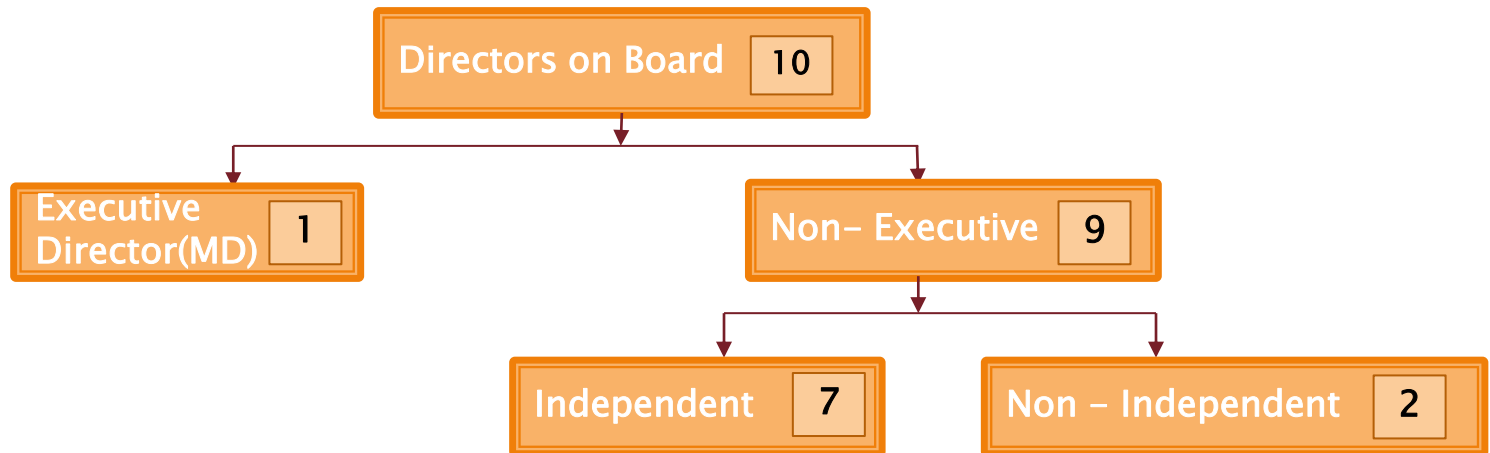 Directors on Board 10
Executive
Director(MD) 1
Non- Executive 9
Independent 7
Non - Independent 2